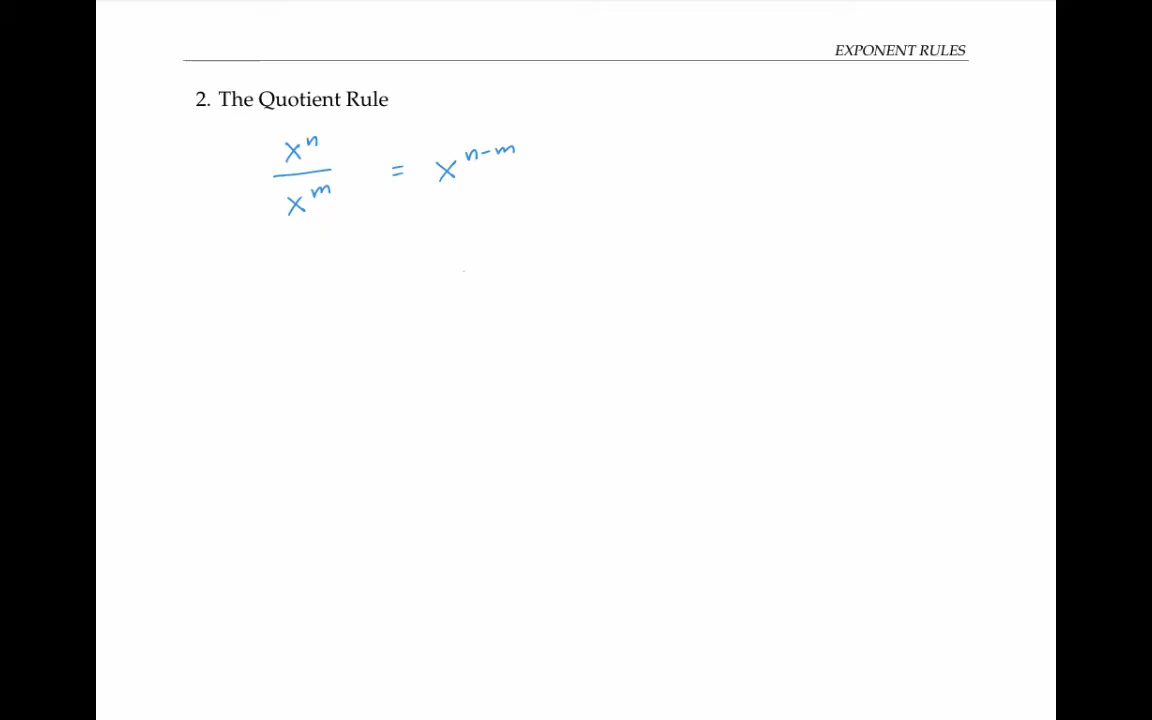 EXPONENT RULES
2. The Quotient Rule
x^n / x^m = x^(n-m)